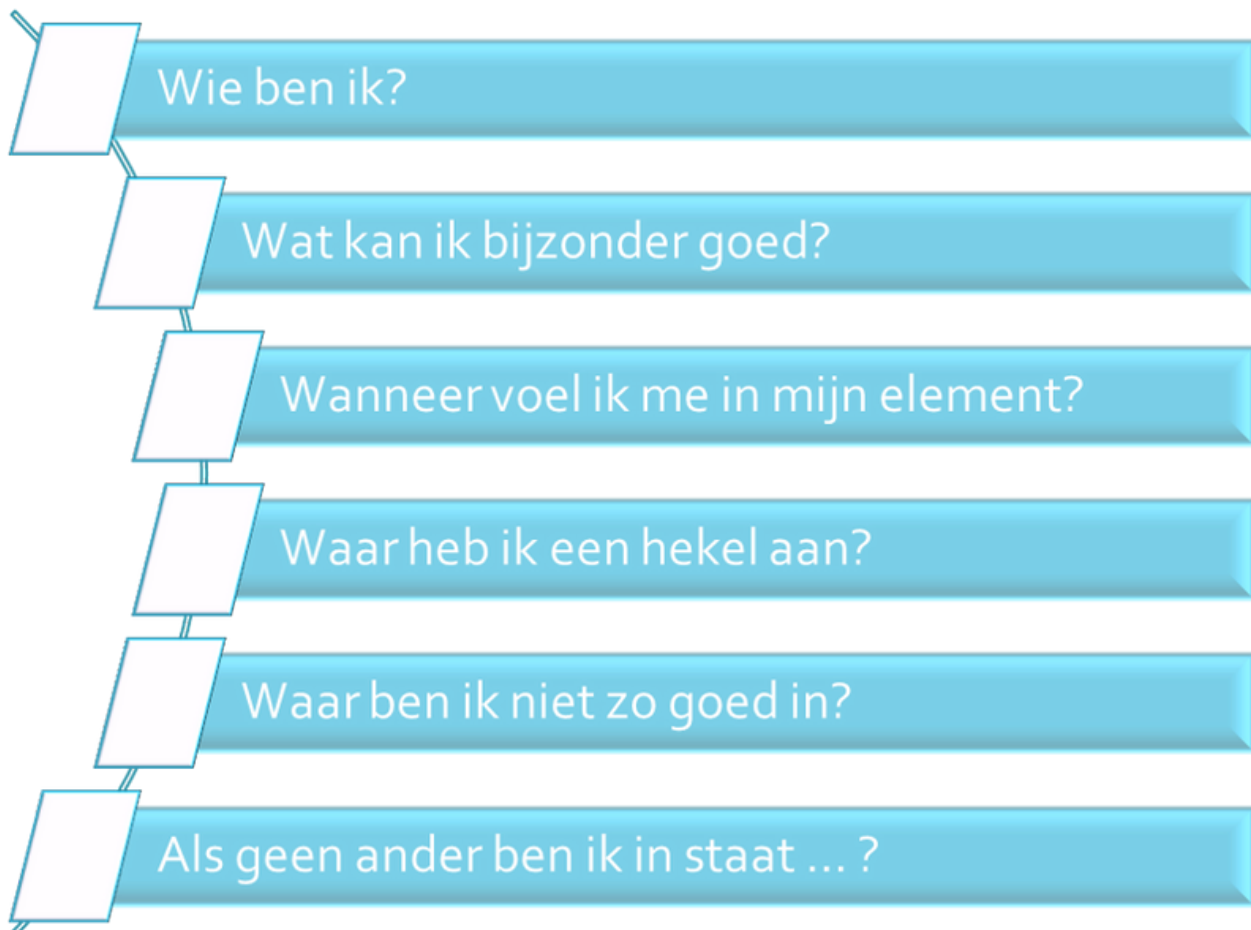 Wie ben ik?
Wat kan ik bijzonder goed?
Wanneer voel ik me in mijn element?
Waar heb ik een hekel aan?
Waar ben ik niet zo goed in?
Als geen ander ben ik in staat ... ?